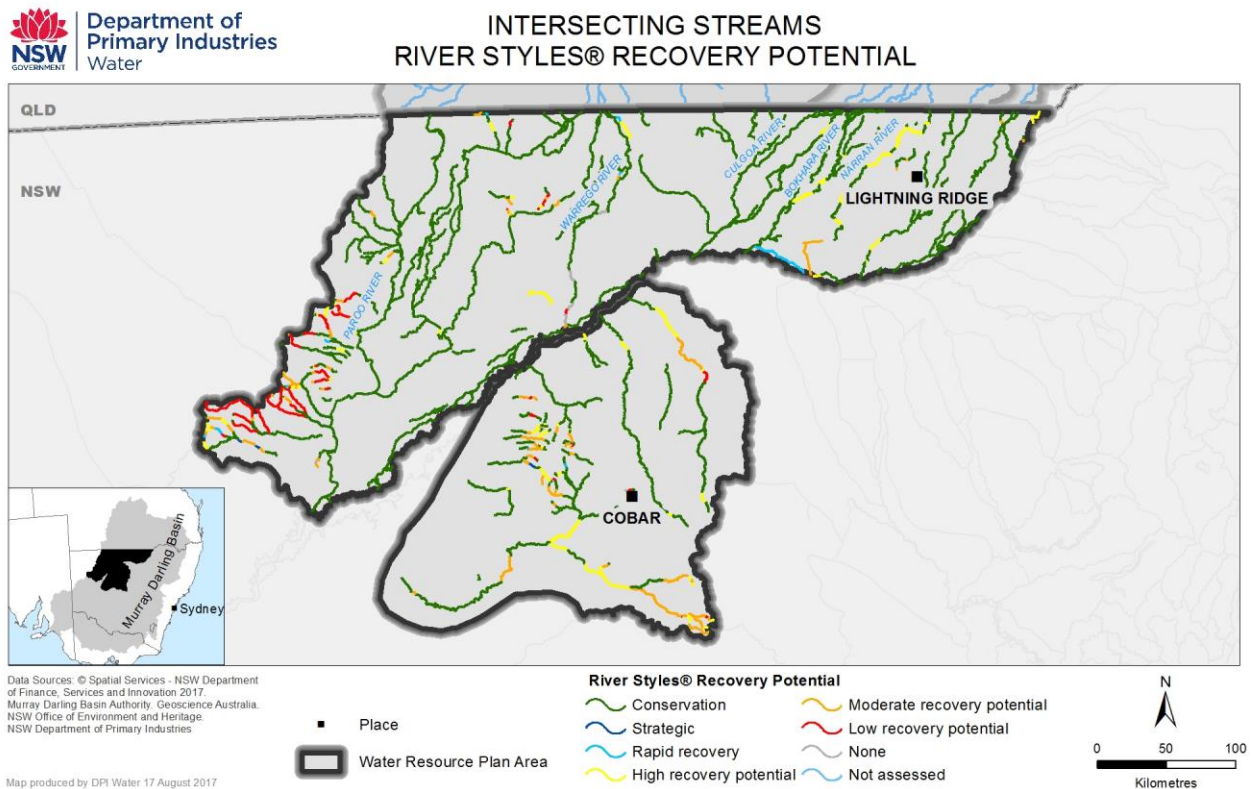 NSW
GOVERNMENT
Department of
Primary Industries
Water
INTERSECTING STREAMS
RIVER STYLES® RECOVERY POTENTIAL
QLD
NSW
CULGOA RIVER
BOKHARA RIVER
NARRAN RIVER
WARREGO RIVER
LIGHTNING RIDGE
PAROO RIVER
COBAR
Murray Darling Basin
Sydney
Data Sources: © Spatial Services - NSW Department
of Finance, Services and Innovation 2017.
Murray Darling Basin Authority. Geoscience Australia.
NSW Office of Environment and Heritage.
NSW Department of Primary Industries
Map produced by DPI Water 17 August 2017
Place
Water Resource Plan Area
River Styles® Recovery Potential
Conservation
Strategic
Rapid recovery
High recovery potential
Moderate recovery potential
Low recovery potential
None
Not assessed
N
0 50 100
Kilometres